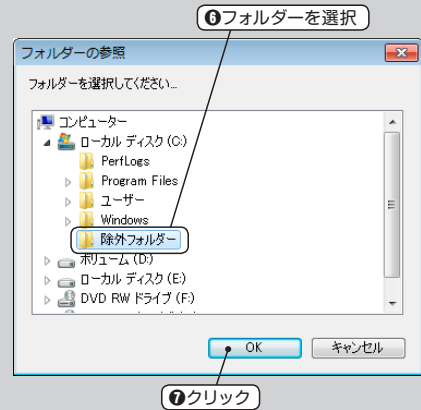 ❻フォルダーを選択
フォルダーの参照
フォルダーを選択してください...
コンピューター
ローカル ディスク (C:)
PerfLogs
Program Files
ユーザー
Windows
除外フォルダー
ボリューム (D:)
ローカル ディスク (E:)
DVD RW ドライブ (F:)
OK
キャンセル
❼クリック